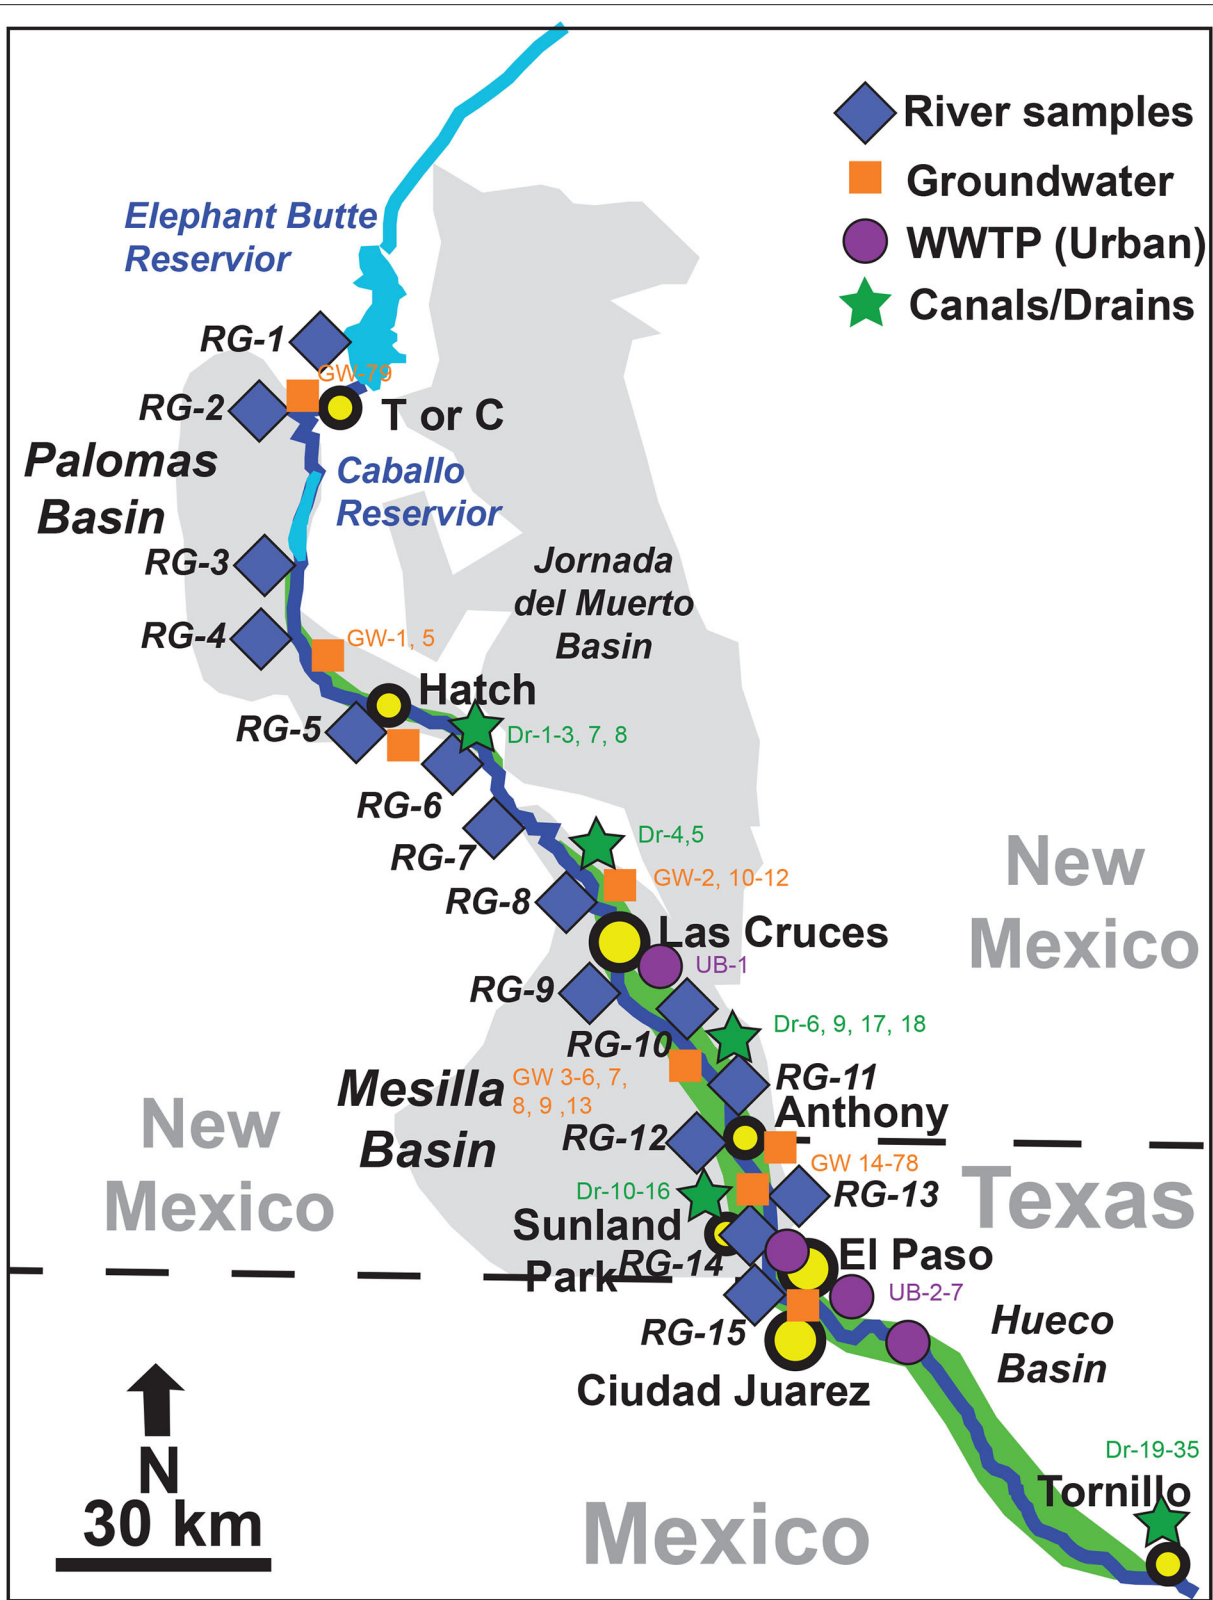 River samples
Groundwater
WWTP (Urban)
Canals/Drains
Elephant Butte
Reservior
RG-1
GW-79
RG-2
T or C
Palomas
Basin
Caballo
Reservior
RG-3
Jornada
del Muerto
Basin
RG-4
GW-1, 5
Hatch
RG-5
Dr-1-3, 7, 8
RG-6
RG-7
Dr-4,5
GW-2, 10-12
RG-8
New
Mexico
Las Cruces
UB-1
RG-9
Dr-6, 9, 17, 18
RG-10
Mesilla
Basin
GW 3-6, 7,
8, 9 ,13
RG-11
Anthony
New
Mexico
RG-12
GW 14-78
Dr-10-16
RG-13
Texas
Sunland
Park
RG-14
El Paso
UB-2-7
RG-15
Hueco
Basin
Ciudad Juarez
N
30 km
Dr-19-35
Tornillo
Mexico